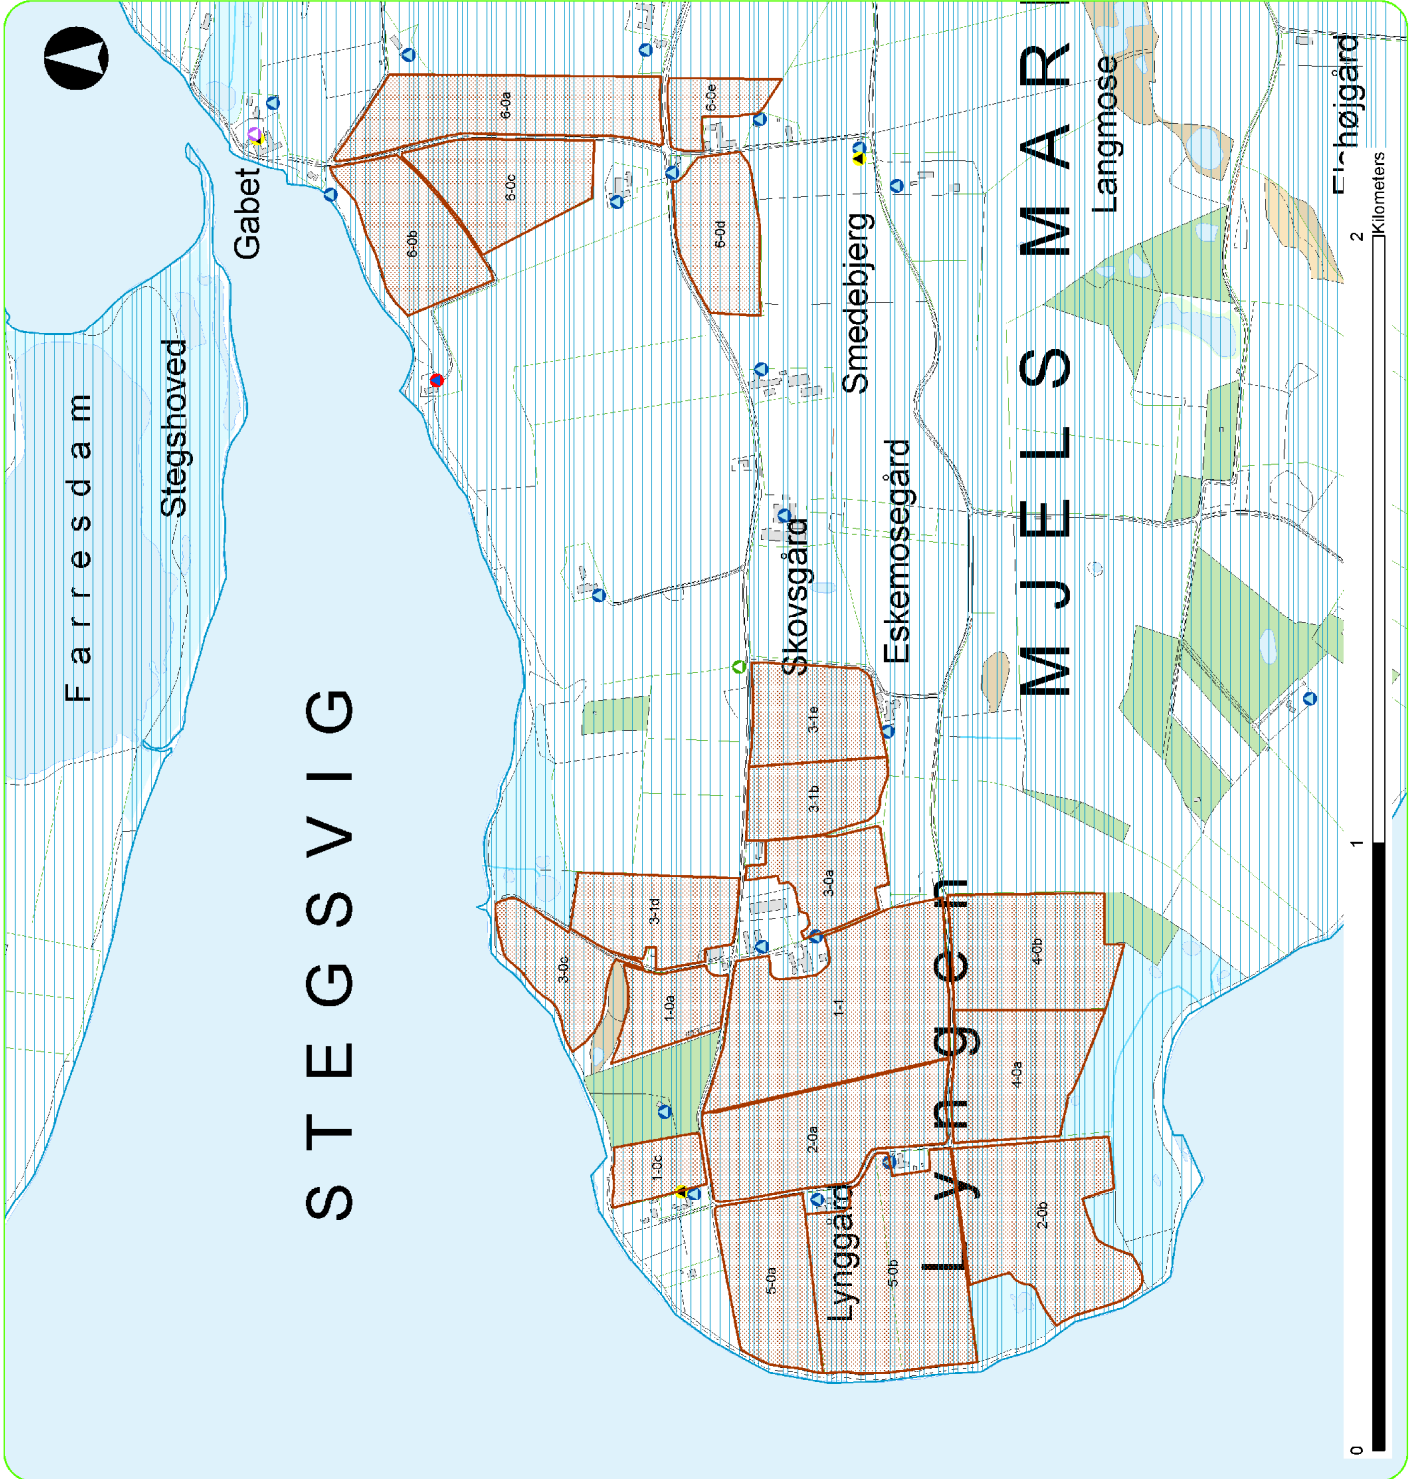 Farresdam
Stegshoved
Gabet
STEGSVIG
6-0a
6-0b
6-0c
6-0d
6-0e
Smedebjerg
Langmose
MJELS MAR
Skovsgård
Eskemosegård
3-1e
3-1b
3-0a
3-1d
3-0c
1-0a
1-1
1-0c
2-0a
4-0b
4-0a
2-0b
5-0a
5-0b
Lynggård
Lyngen
0
1
2
Kilometers